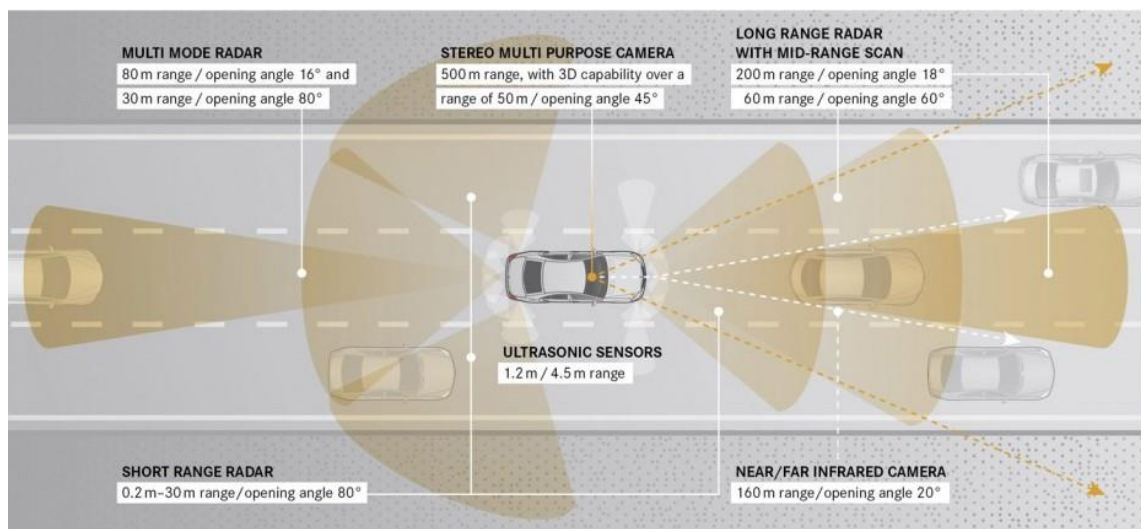 MULTI MODE RADAR
80 m range / opening angle 16° and
30 m range / opening angle 80°
STEREO MULTI PURPOSE CAMERA
500 m range, with 3D capability over a
range of 50 m / opening angle 45°
LONG RANGE RADAR
WITH MID-RANGE SCAN
200 m range / opening angle 18°
60 m range / opening angle 60°
ULTRASONIC SENSORS
1.2 m / 4.5 m range
SHORT RANGE RADAR
0.2 m–30 m range/opening angle 80°
NEAR/FAR INFRARED CAMERA
160 m range/opening angle 20°